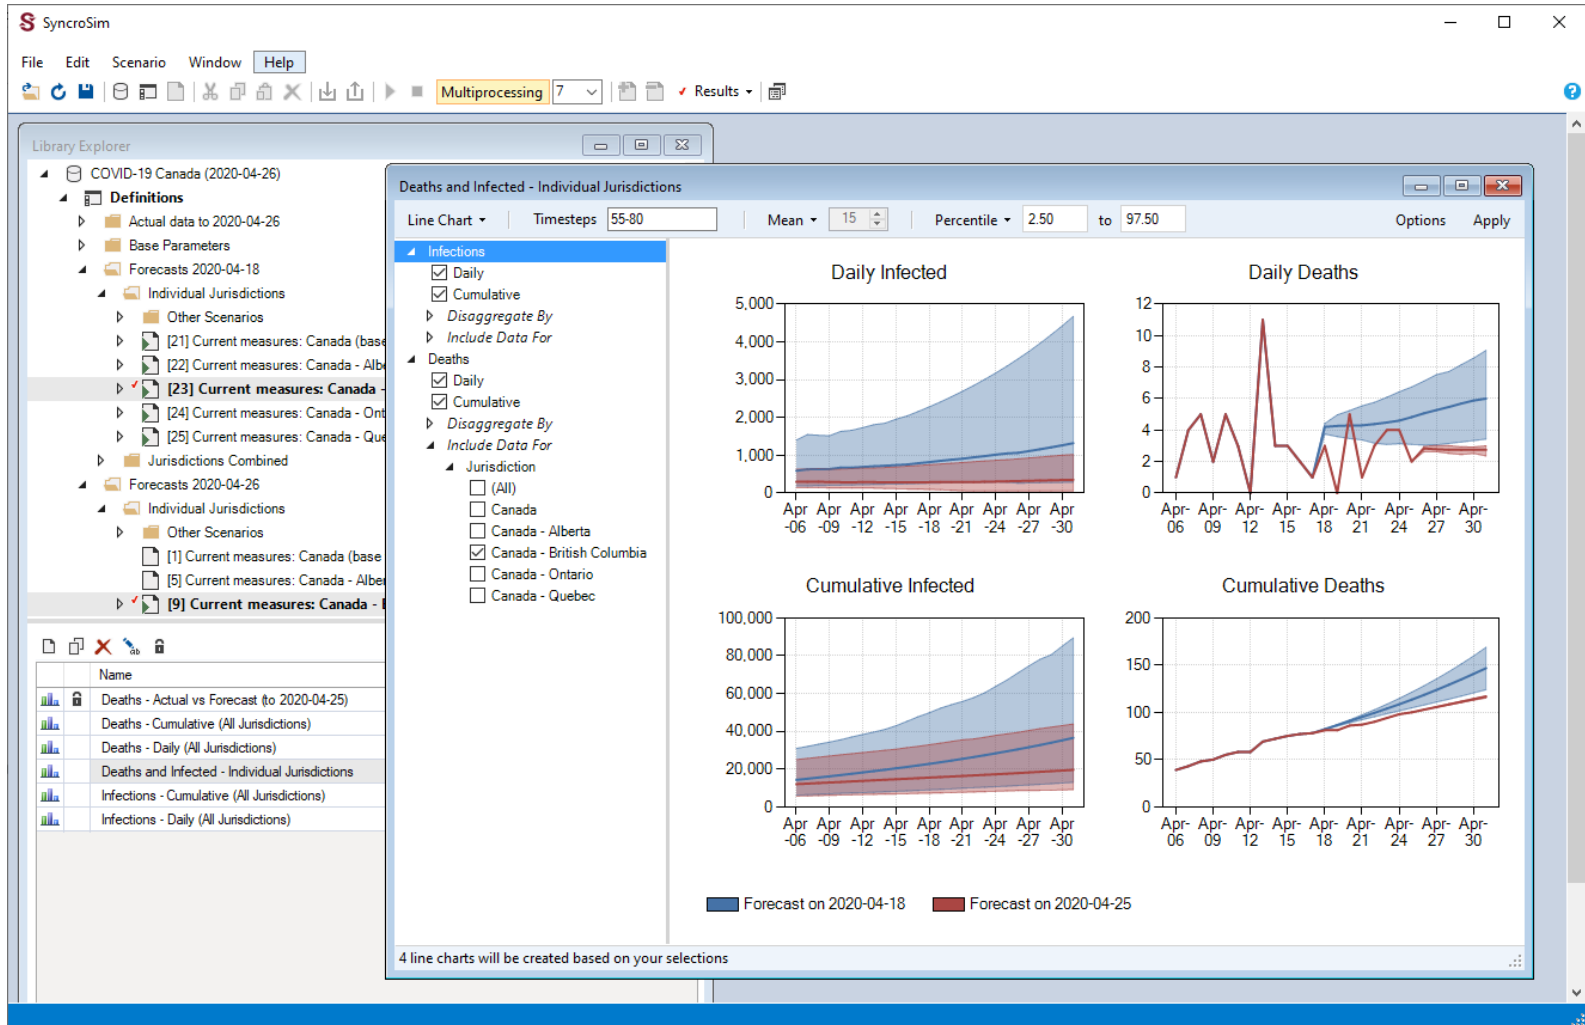 SyncroSim
File Edit Scenario Window Help
Multiprocessing 7 Results
Library Explorer
COVID-19 Canada (2020-04-26)
Definitions
Actual data to 2020-04-26
Base Parameters
Forecasts 2020-04-18
Individual Jurisdictions
Other Scenarios
[21] Current measures: Canada (base
[22] Current measures: Canada - Albe
[23] Current measures: Canada -
[24] Current measures: Canada - Ont
[25] Current measures: Canada - Que
Jurisdictions Combined
Forecasts 2020-04-26
Individual Jurisdictions
Other Scenarios
[1] Current measures: Canada (base
[5] Current measures: Canada - Alber
[9] Current measures: Canada -
Name
Deaths - Actual vs Forecast (to 2020-04-25)
Deaths - Cumulative (All Jurisdictions)
Deaths - Daily (All Jurisdictions)
Deaths and Infected - Individual Jurisdictions
Infections - Cumulative (All Jurisdictions)
Infections - Daily (All Jurisdictions)
Deaths and Infected - Individual Jurisdictions
Line Chart Timesteps 55-80 Mean 15 Percentile 2.50 to 97.50 Options Apply
Infections
Daily
Cumulative
Disaggregate By
Include Data For
Deaths
Daily
Cumulative
Disaggregate By
Include Data For
Jurisdiction
(All)
Canada
Canada - Alberta
Canada - British Columbia
Canada - Ontario
Canada - Quebec
Daily Infected
5,000
4,000
3,000
2,000
1,000
0
Apr Apr Apr Apr Apr Apr Apr Apr Apr
-06 -09 -12 -15 -18 -21 -24 -27 -30
Daily Deaths
12
10
8
6
4
2
0
Apr- Apr- Apr- Apr- Apr- Apr- Apr- Apr- Apr-
06 09 12 15 18 21 24 27 30
Cumulative Infected
100,000
80,000
60,000
40,000
20,000
0
Apr Apr Apr Apr Apr Apr Apr Apr Apr
-06 -09 -12 -15 -18 -21 -24 -27 -30
Cumulative Deaths
200
150
100
50
0
Apr- Apr- Apr- Apr- Apr- Apr- Apr- Apr- Apr-
06 09 12 15 18 21 24 27 30
Forecast on 2020-04-18 Forecast on 2020-04-25
4 line charts will be created based on your selections